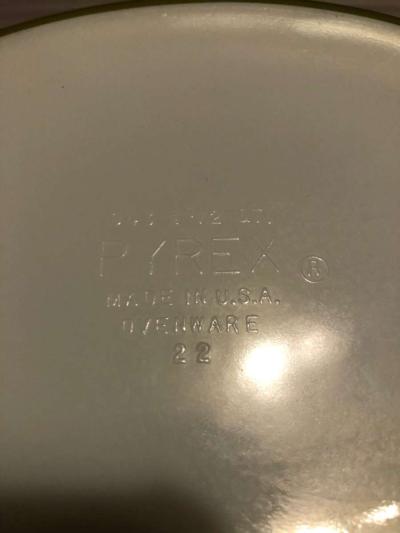 PYREX ®
MADE IN U.S.A.
OVENWARE
22